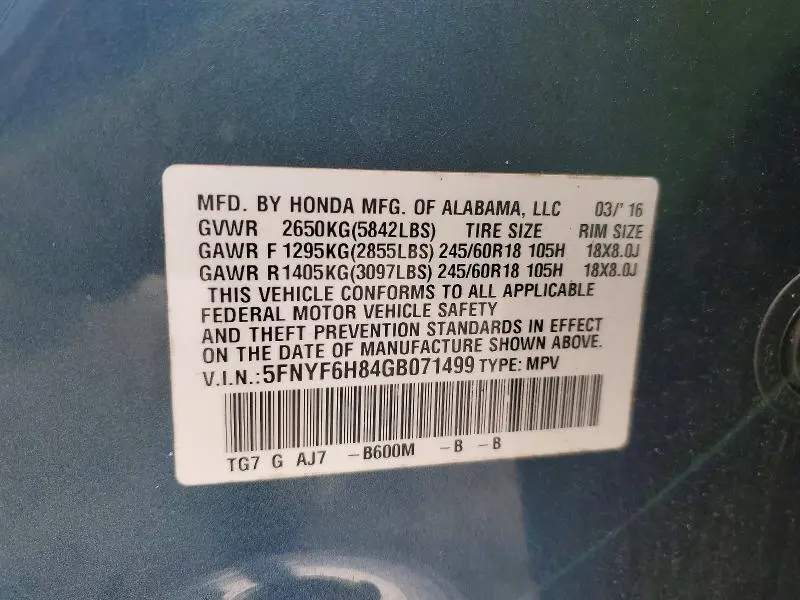 MFD. BY HONDA MFG. OF ALABAMA, LLC 03/' 16
GVWR 2650KG(5842LBS) TIRE SIZE RIM SIZE
GAWR F 1295KG(2855LBS) 245/60R18 105H 18X8.0J
GAWR R1405KG(3097LBS) 245/60R18 105H 18X8.0J
THIS VEHICLE CONFORMS TO ALL APPLICABLE
FEDERAL MOTOR VEHICLE SAFETY
AND THEFT PREVENTION STANDARDS IN EFFECT
ON THE DATE OF MANUFACTURE SHOWN ABOVE.
V.I.N.:5FNYF6H84GB071499 TYPE: MPV
TG7 G AJ7 -B600M -B -B